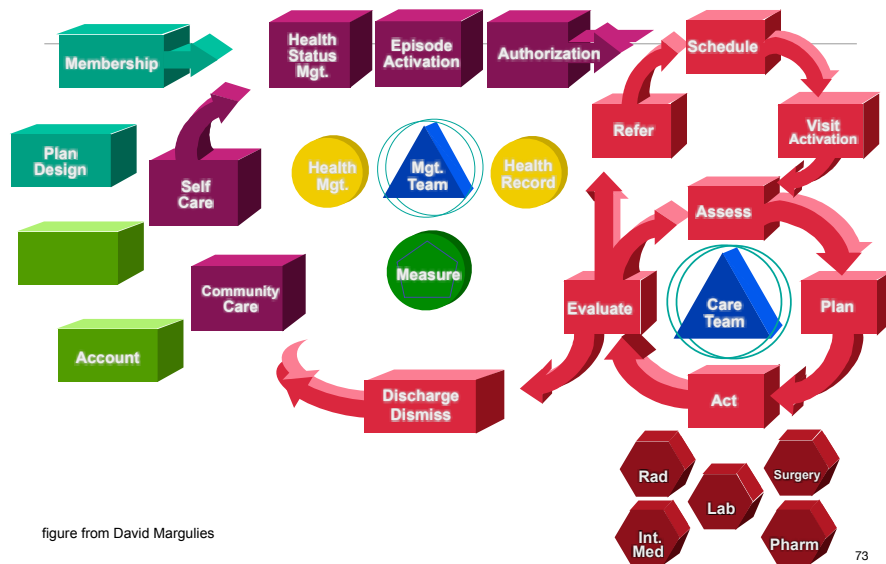 Membership
Health
Status
Mgt.
Episode
Activation
Authorization
Schedule
Refer
Visit
Activation
Plan
Design
Self
Care
Health
Mgt.
Mgt.
Team
Health
Record
Assess
Measure
Community
Care
Evaluate
Care
Team
Plan
Account
Discharge
Dismiss
Act
Rad
Surgery
Lab
Int.
Med
Pharm
figure from David Margulies
73